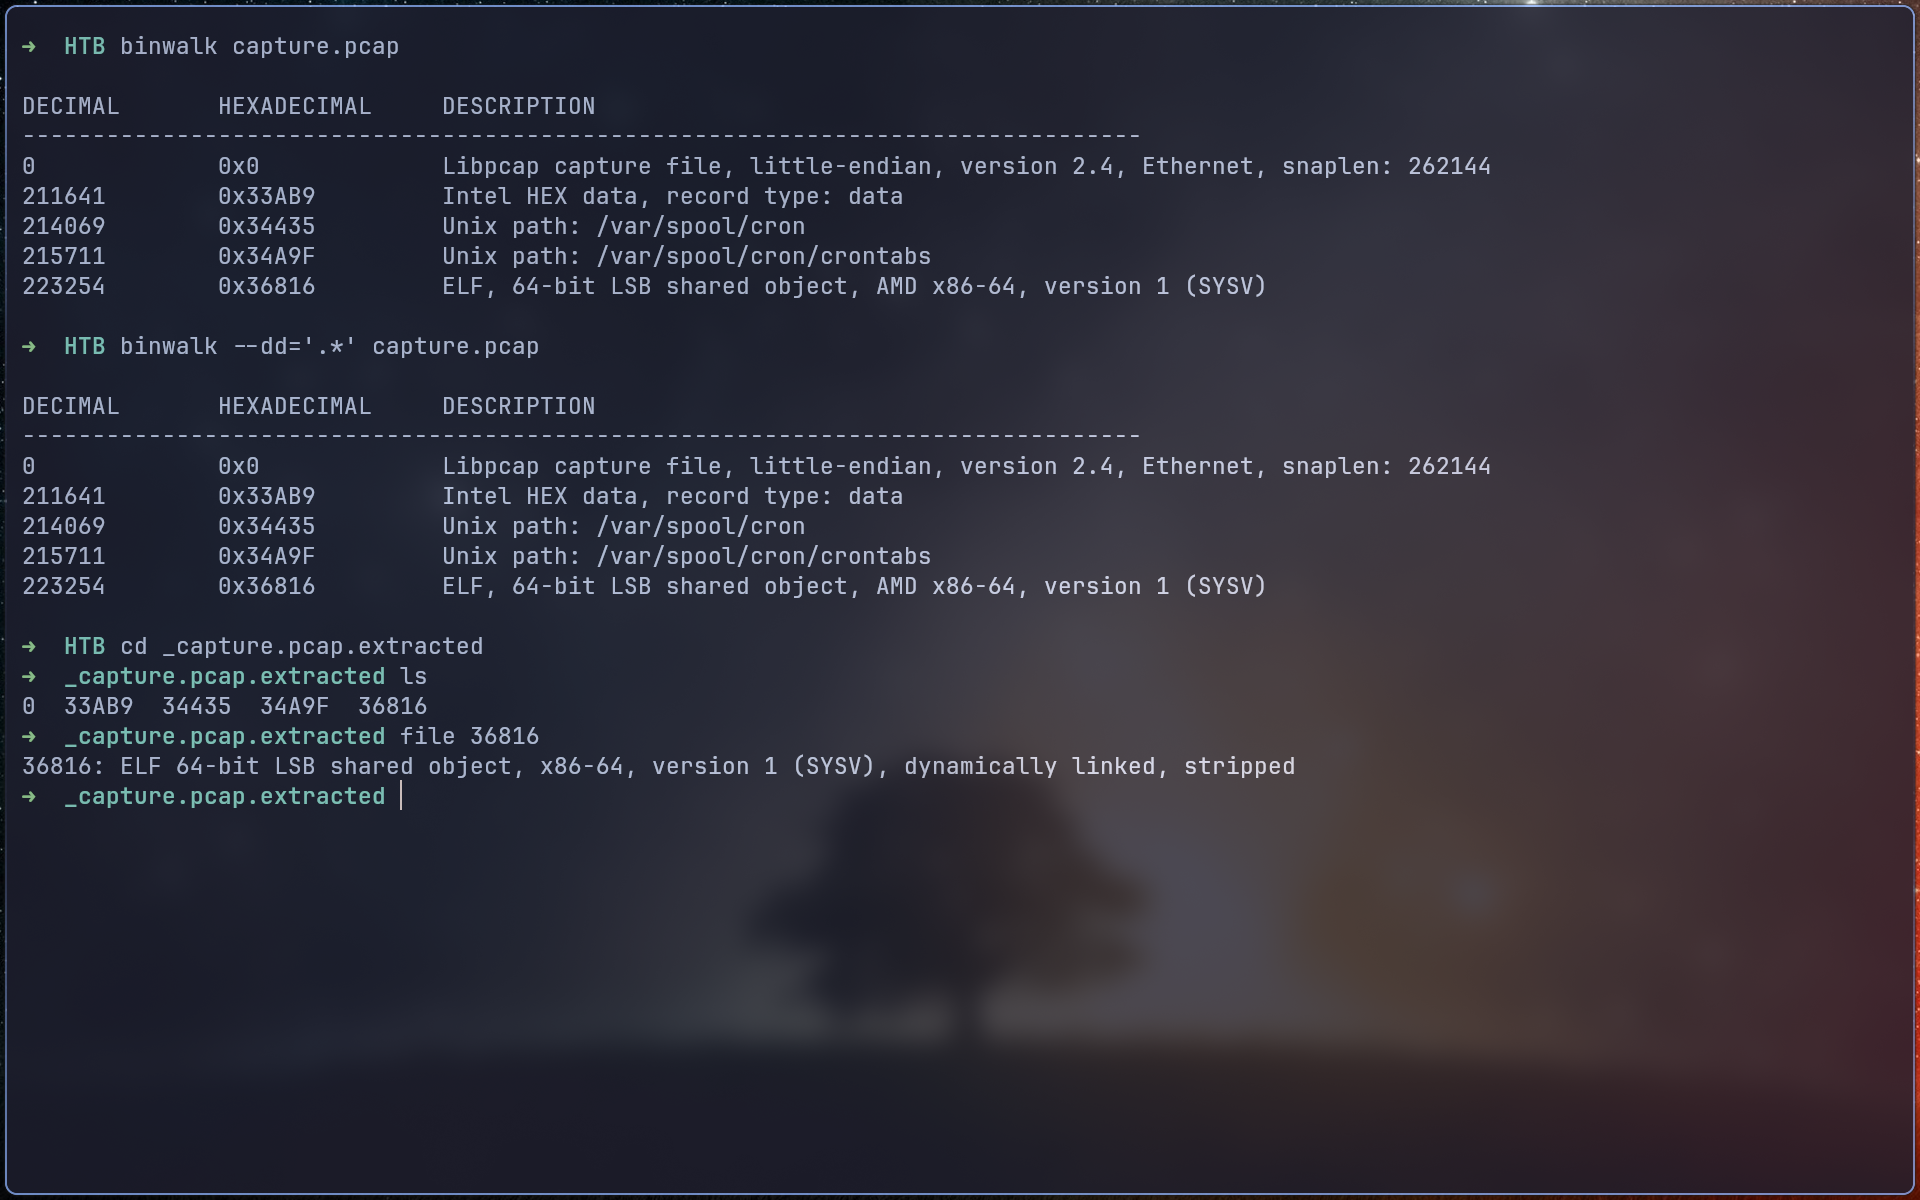 ➜  HTB binwalk capture.pcap

DECIMAL       HEXADECIMAL     DESCRIPTION
--------------------------------------------------------------------------------
0             0x0             Libpcap capture file, little-endian, version 2.4, Ethernet, snaplen: 262144
211641        0x33AB9         Intel HEX data, record type: data
214069        0x34435         Unix path: /var/spool/cron
215711        0x34A9F         Unix path: /var/spool/cron/crontabs
223254        0x36816         ELF, 64-bit LSB shared object, AMD x86-64, version 1 (SYSV)

➜  HTB binwalk --dd='.*' capture.pcap

DECIMAL       HEXADECIMAL     DESCRIPTION
--------------------------------------------------------------------------------
0             0x0             Libpcap capture file, little-endian, version 2.4, Ethernet, snaplen: 262144
211641        0x33AB9         Intel HEX data, record type: data
214069        0x34435         Unix path: /var/spool/cron
215711        0x34A9F         Unix path: /var/spool/cron/crontabs
223254        0x36816         ELF, 64-bit LSB shared object, AMD x86-64, version 1 (SYSV)

➜  HTB cd _capture.pcap.extracted
➜  _capture.pcap.extracted ls
0  33AB9  34435  34A9F  36816
➜  _capture.pcap.extracted file 36816
36816: ELF 64-bit LSB shared object, x86-64, version 1 (SYSV), dynamically linked, stripped
➜  _capture.pcap.extracted